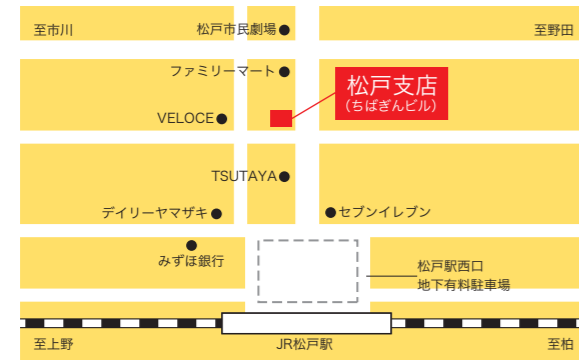 至市川
松戸市民劇場
至野田
ファミリーマート
松戸支店
(ちばぎんビル)
VELOCE
TSUTAYA
デイリーヤマザキ
セブンイレブン
みずほ銀行
松戸駅西口
地下有料駐車場
至上野
JR松戸駅
至柏